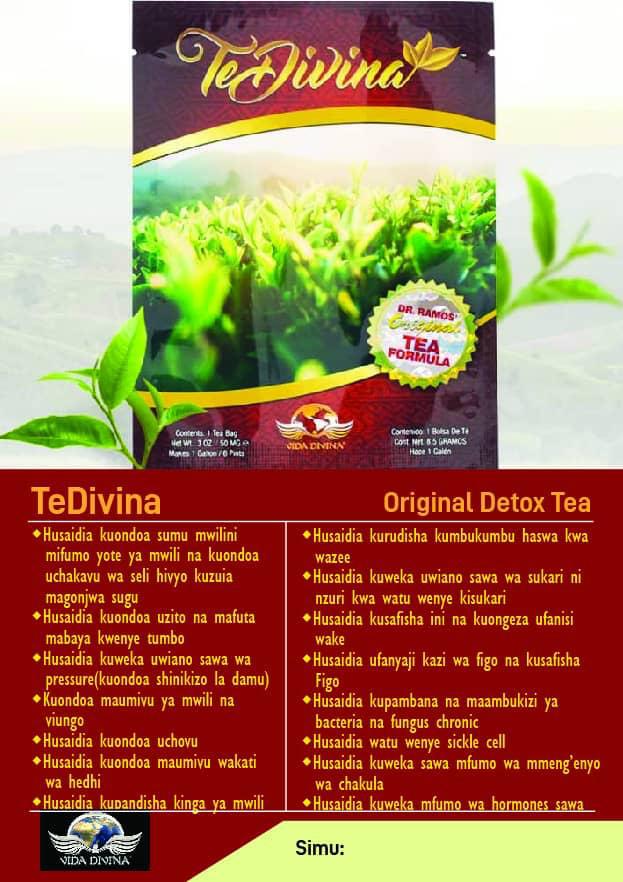 TeDivina
DR. RAMOS'
Original
TEA
FORMULA
Contents: 1 Tea Bag
Net Wt. .3 OZ / 50 MG e
Makes 1 Gallon / 8 Pints
VIDA DIVINA
Contenido: 1 Bolsa De Té
Cont. Net. 8.5 GRAMOS
Hace 1 Galón
TeDivina
Husaidia kuondoa sumu mwilini
mifumo yote ya mwili na kuondoa
uchakavu wa seli hivyo kuzuia
magonjwa sugu
Husaidia kuondoa uzito na mafuta
mabaya kwenye tumbo
Husaidia kuweka uwiano sawa wa
pressure(kuondoa shinikizo la damu)
Kuondoa maumivu ya mwili na
viungo
Husaidia kuondoa uchovu
Husaidia kuondoa maumivu wakati
wa hedhi
Husaidia kupandisha kinga ya mwili
Original Detox Tea
Husaidia kurudisha kumbukumbu haswa kwa
wazee
Husaidia kuweka uwiano sawa wa sukari ni
nzuri kwa watu wenye kisukari
Husaidia kusafisha ini na kuongeza ufanisi
wake
Husaidia ufanyaji kazi wa figo na kusafisha
Figo
Husaidia kupambana na maambukizi ya
bacteria na fungus chronic
Husaidia watu wenye sickle cell
Husaidia kuweka sawa mfumo wa mmeng'enyo
wa chakula
Husaidia kuweka mfumo wa hormones sawa
VIDA DIVINA
Simu: